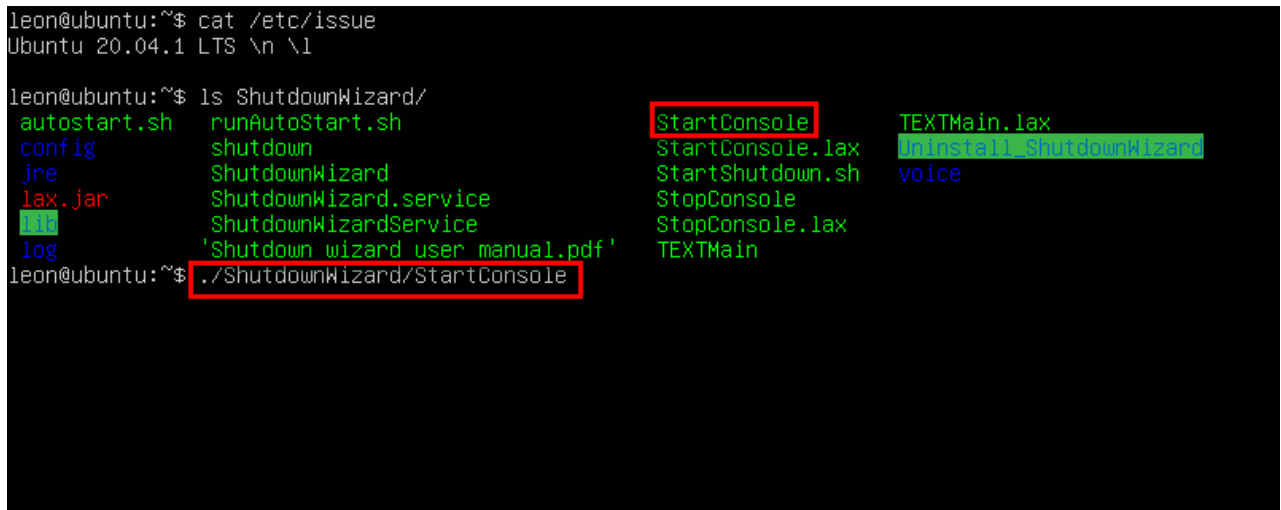 leon@ubuntu:~$ cat /etc/issue
Ubuntu 20.04.1 LTS \n \l
leon@ubuntu:~$ ls ShutdownWizard/
autostart.sh runAutoStart.sh StartConsole TEXTMain.lax
config shutdown StartConsole.lax Uninstall_ShutdownWizard
jre ShutdownWizard StartShutdown.sh voice
lax.jar ShutdownWizard.service StopConsole
lib ShutdownWizardService StopConsole.lax
log 'Shutdown wizard user manual.pdf' TEXTMain
leon@ubuntu:~$ ./ShutdownWizard/StartConsole